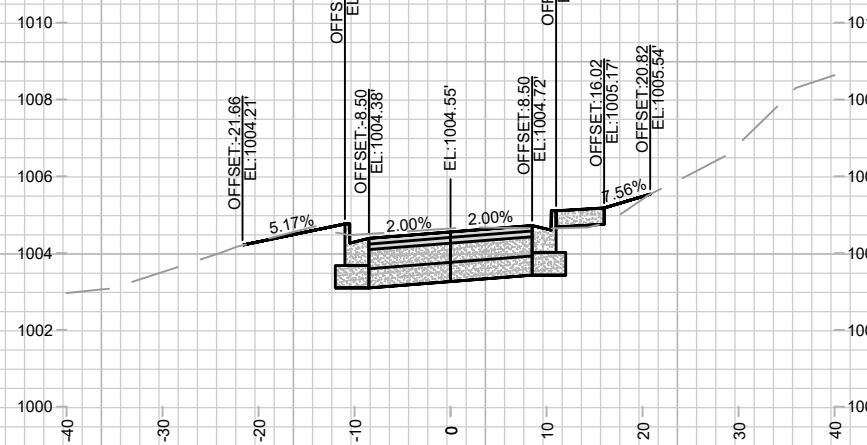 1010
1008
1006
1004
1002
1000
OFFSET:-21.66
EL:1004.21'
OFFSET:-8.50
EL:1004.38'
EL:1004.55'
OFFSET:8.50
EL:1004.72'
OFFSET:16.02
EL:1005.17'
OFFSET:20.82
EL:1005.54'
5.17%
2.00%
2.00%
7.56%
-40
-30
-20
-10
0
10
20
30
40